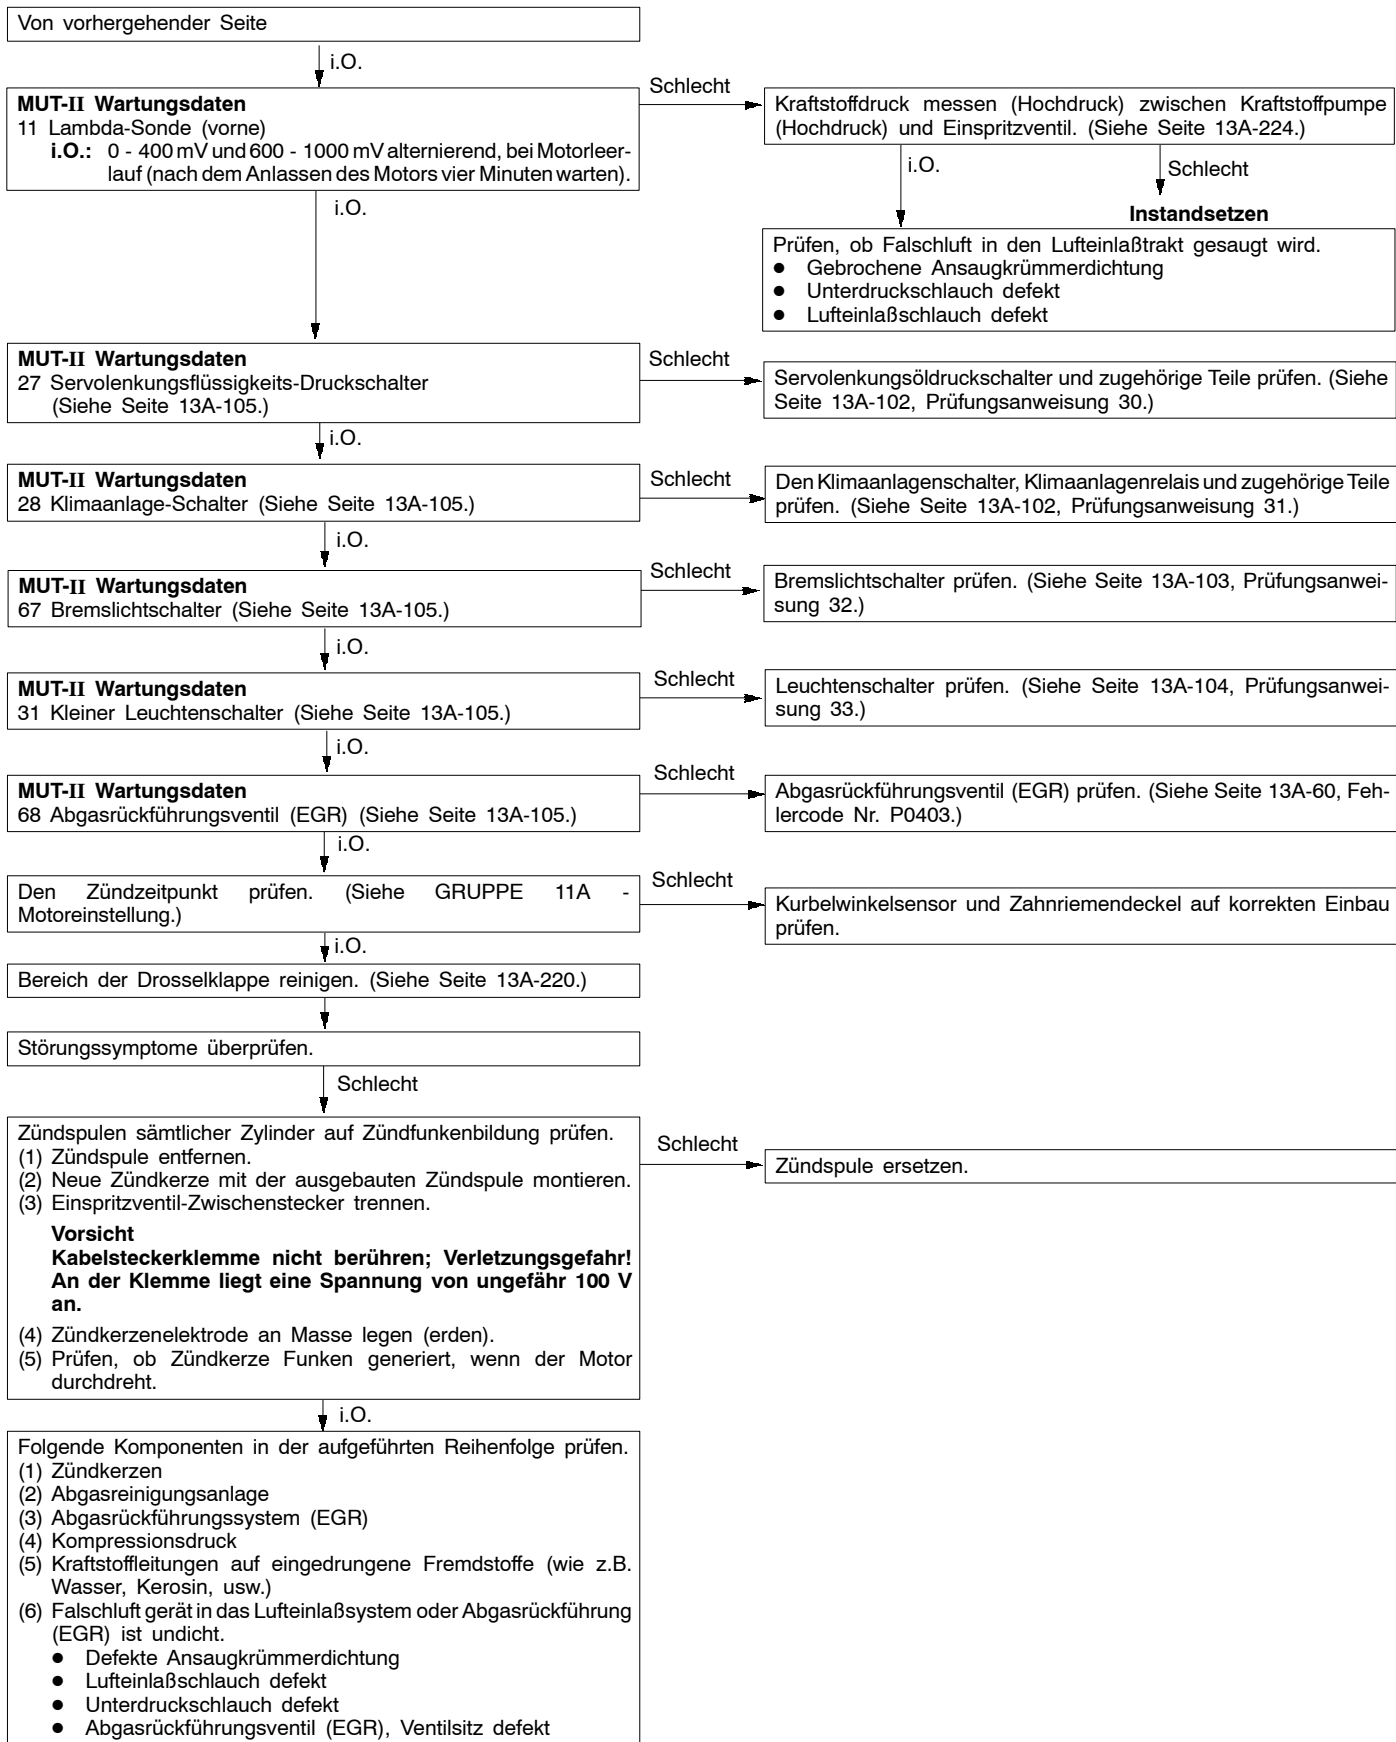 Von vorhergehender Seite
i.O.
MUT-II Wartungsdaten
11 Lambda-Sonde (vorne)
i.O.: 0 - 400 mV und 600 - 1000 mV alternierend, bei Motorleer-
lauf (nach dem Anlassen des Motors vier Minuten warten).
Schlecht
Kraftstoffdruck messen (Hochdruck) zwischen Kraftstoffpumpe
(Hochdruck) und Einspritzventil. (Siehe Seite 13A-224.)
i.O.
Schlecht
Instandsetzen
Prüfen, ob Falschluft in den Lufteinlaßtrakt gesaugt wird.
● Gebrochene Ansaugkrümmerdichtung
● Unterdruckschlauch defekt
● Lufteinlaßschlauch defekt
i.O.
MUT-II Wartungsdaten
27 Servolenkungsflüssigkeits-Druckschalter
(Siehe Seite 13A-105.)
Schlecht
Servolenkungsöldruckschalter und zugehörige Teile prüfen. (Siehe
Seite 13A-102, Prüfungsanweisung 30.)
i.O.
MUT-II Wartungsdaten
28 Klimaanlage-Schalter (Siehe Seite 13A-105.)
Schlecht
Den Klimaanlagenschalter, Klimaanlagenrelais und zugehörige Teile
prüfen. (Siehe Seite 13A-102, Prüfungsanweisung 31.)
i.O.
MUT-II Wartungsdaten
67 Bremslichtschalter (Siehe Seite 13A-105.)
Schlecht
Bremslichtschalter prüfen. (Siehe Seite 13A-103, Prüfungsanwei-
sung 32.)
i.O.
MUT-II Wartungsdaten
31 Kleiner Leuchtenschalter (Siehe Seite 13A-105.)
Schlecht
Leuchtenschalter prüfen. (Siehe Seite 13A-104, Prüfungsanwei-
sung 33.)
i.O.
MUT-II Wartungsdaten
68 Abgasrückführungsventil (EGR) (Siehe Seite 13A-105.)
Schlecht
Abgasrückführungsventil (EGR) prüfen. (Siehe Seite 13A-60, Feh-
lercode Nr. P0403.)
i.O.
Den Zündzeitpunkt prüfen. (Siehe GRUPPE 11A -
Motoreinstellung.)
Schlecht
Kurbelwinkelsensor und Zahnriemendeckel auf korrekten Einbau
prüfen.
i.O.
Bereich der Drosselklappe reinigen. (Siehe Seite 13A-220.)
Störungssymptome überprüfen.
Schlecht
Zündspulen sämtlicher Zylinder auf Zündfunkenbildung prüfen.
(1) Zündspule entfernen.
(2) Neue Zündkerze mit der ausgebauten Zündspule montieren.
(3) Einspritzventil-Zwischenstecker trennen.
Vorsicht
Kabelsteckerklemme nicht berühren; Verletzungsgefahr!
An der Klemme liegt eine Spannung von ungefähr 100 V
an.
(4) Zündkerzenelektrode an Masse legen (erden).
(5) Prüfen, ob Zündkerze Funken generiert, wenn der Motor
durchdreht.
Schlecht
Zündspule ersetzen.
i.O.
Folgende Komponenten in der aufgeführten Reihenfolge prüfen.
(1) Zündkerzen
(2) Abgasreinigungsanlage
(3) Abgasrückführungssystem (EGR)
(4) Kompressionsdruck
(5) Kraftstoffleitungen auf eingedrungene Fremdstoffe (wie z.B.
Wasser, Kerosin, usw.)
(6) Falschluft gerät in das Lufteinlaßsystem oder Abgasrückführung
(EGR) ist undicht.
● Defekte Ansaugkrümmerdichtung
● Lufteinlaßschlauch defekt
● Unterdruckschlauch defekt
● Abgasrückführungsventil (EGR), Ventilsitz defekt